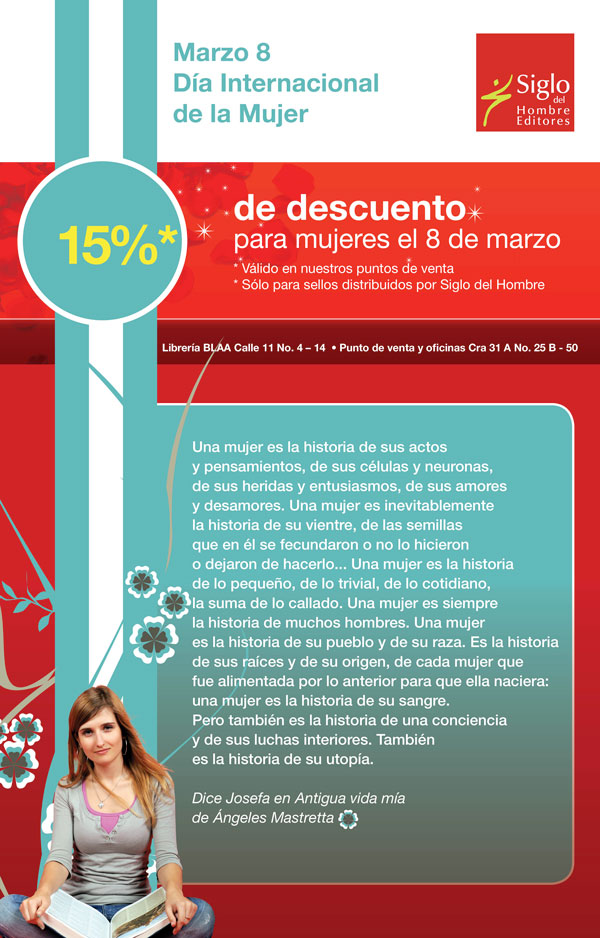 Marzo 8
Día Internacional
de la Mujer
Siglo
del
Hombre
Editores
15%*
de descuento
para mujeres el 8 de marzo
* Válido en nuestros puntos de venta
* Sólo para sellos distribuidos por Siglo del Hombre
Librería BLAA Calle 11 No. 4 – 14 • Punto de venta y oficinas Cra 31 A No. 25 B - 50
Una mujer es la historia de sus actos
y pensamientos, de sus células y neuronas,
de sus heridas y entusiasmos, de sus amores
y desamores. Una mujer es inevitablemente
la historia de su vientre, de las semillas
que en él se fecundaron o no lo hicieron
o dejaron de hacerlo... Una mujer es la historia
de lo pequeño, de lo trivial, de lo cotidiano,
la suma de lo callado. Una mujer es siempre
la historia de muchos hombres. Una mujer
es la historia de su pueblo y de su raza. Es la historia
de sus raíces y de su origen, de cada mujer que
fue alimentada por lo anterior para que ella naciera:
una mujer es la historia de su sangre.
Pero también es la historia de una conciencia
y de sus luchas interiores. También
es la historia de su utopía.
Dice Josefa en Antigua vida mía
de Ángeles Mastretta